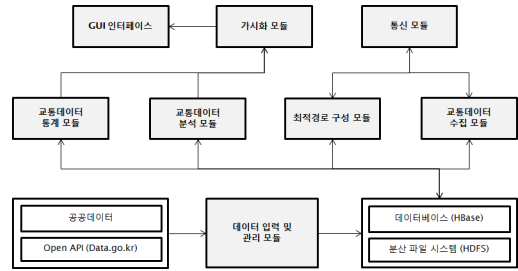 GUI 인터페이스
가시화 모듈
통신 모듈
교통데이터
통계 모듈
교통데이터
분석 모듈
최적경로 구성 모듈
교통데이터
수집 모듈
공공데이터
Open API (Data.go.kr)
데이터 입력 및
관리 모듈
데이터베이스 (HBase)
분산 파일 시스템 (HDFS)